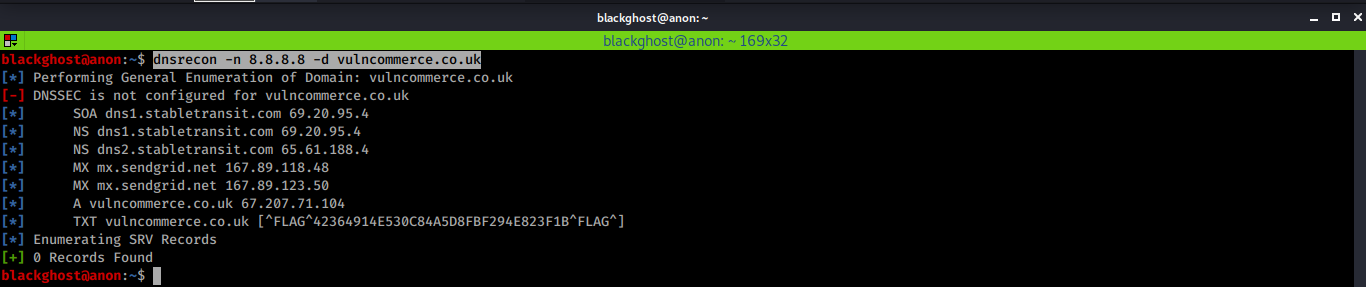 blackghost@anon: ~
blackghost@anon: ~ 169x32
blackghost@anon:~$ dnsrecon -n 8.8.8.8 -d vulncommerce.co.uk
[*] Performing General Enumeration of Domain: vulncommerce.co.uk
[-] DNSSEC is not configured for vulncommerce.co.uk
[*] SOA dns1.stabletransit.com 69.20.95.4
[*] NS dns1.stabletransit.com 69.20.95.4
[*] NS dns2.stabletransit.com 65.61.188.4
[*] MX mx.sendgrid.net 167.89.118.48
[*] MX mx.sendgrid.net 167.89.123.50
[*] A vulncommerce.co.uk 67.207.71.104
[*] TXT vulncommerce.co.uk [^FLAG^42364914E530C84A5D8FBF294E823F1B^FLAG^]
[*] Enumerating SRV Records
[+] 0 Records Found
blackghost@anon:~$